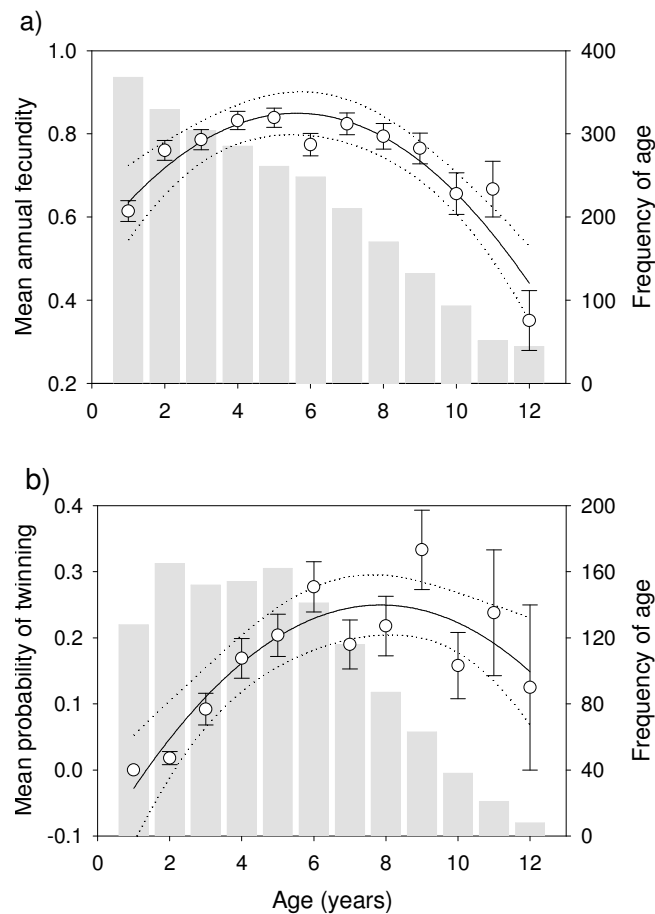 a)
1.0
0.8
0.6
0.4
0.2
Mean annual fecundity
400
300
200
100
0
Frequency of age
0 2 4 6 8 10 12
b)
0.4
0.3
0.2
0.1
0.0
-0.1
Mean probability of twinning
200
160
120
80
40
0
Frequency of age
0 2 4 6 8 10 12
Age (years)